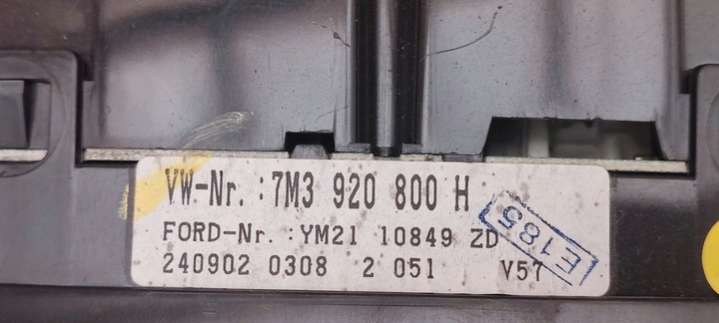 VW-Nr. :7M3 920 800 H
FORD-Nr. :YM21 10849 ZD
E185
240902 0308 2 051 V57